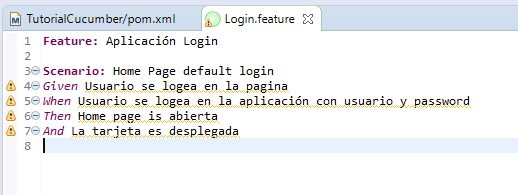 TutorialCucumber/pom.xml
Login.feature
1 Feature: Aplicación Login
2
3 Scenario: Home Page default login
4 Given Usuario se logea en la pagina
5 When Usuario se logea en la aplicación con usuario y password
6 Then Home page is abierta
7 And La tarjeta es desplegada
8